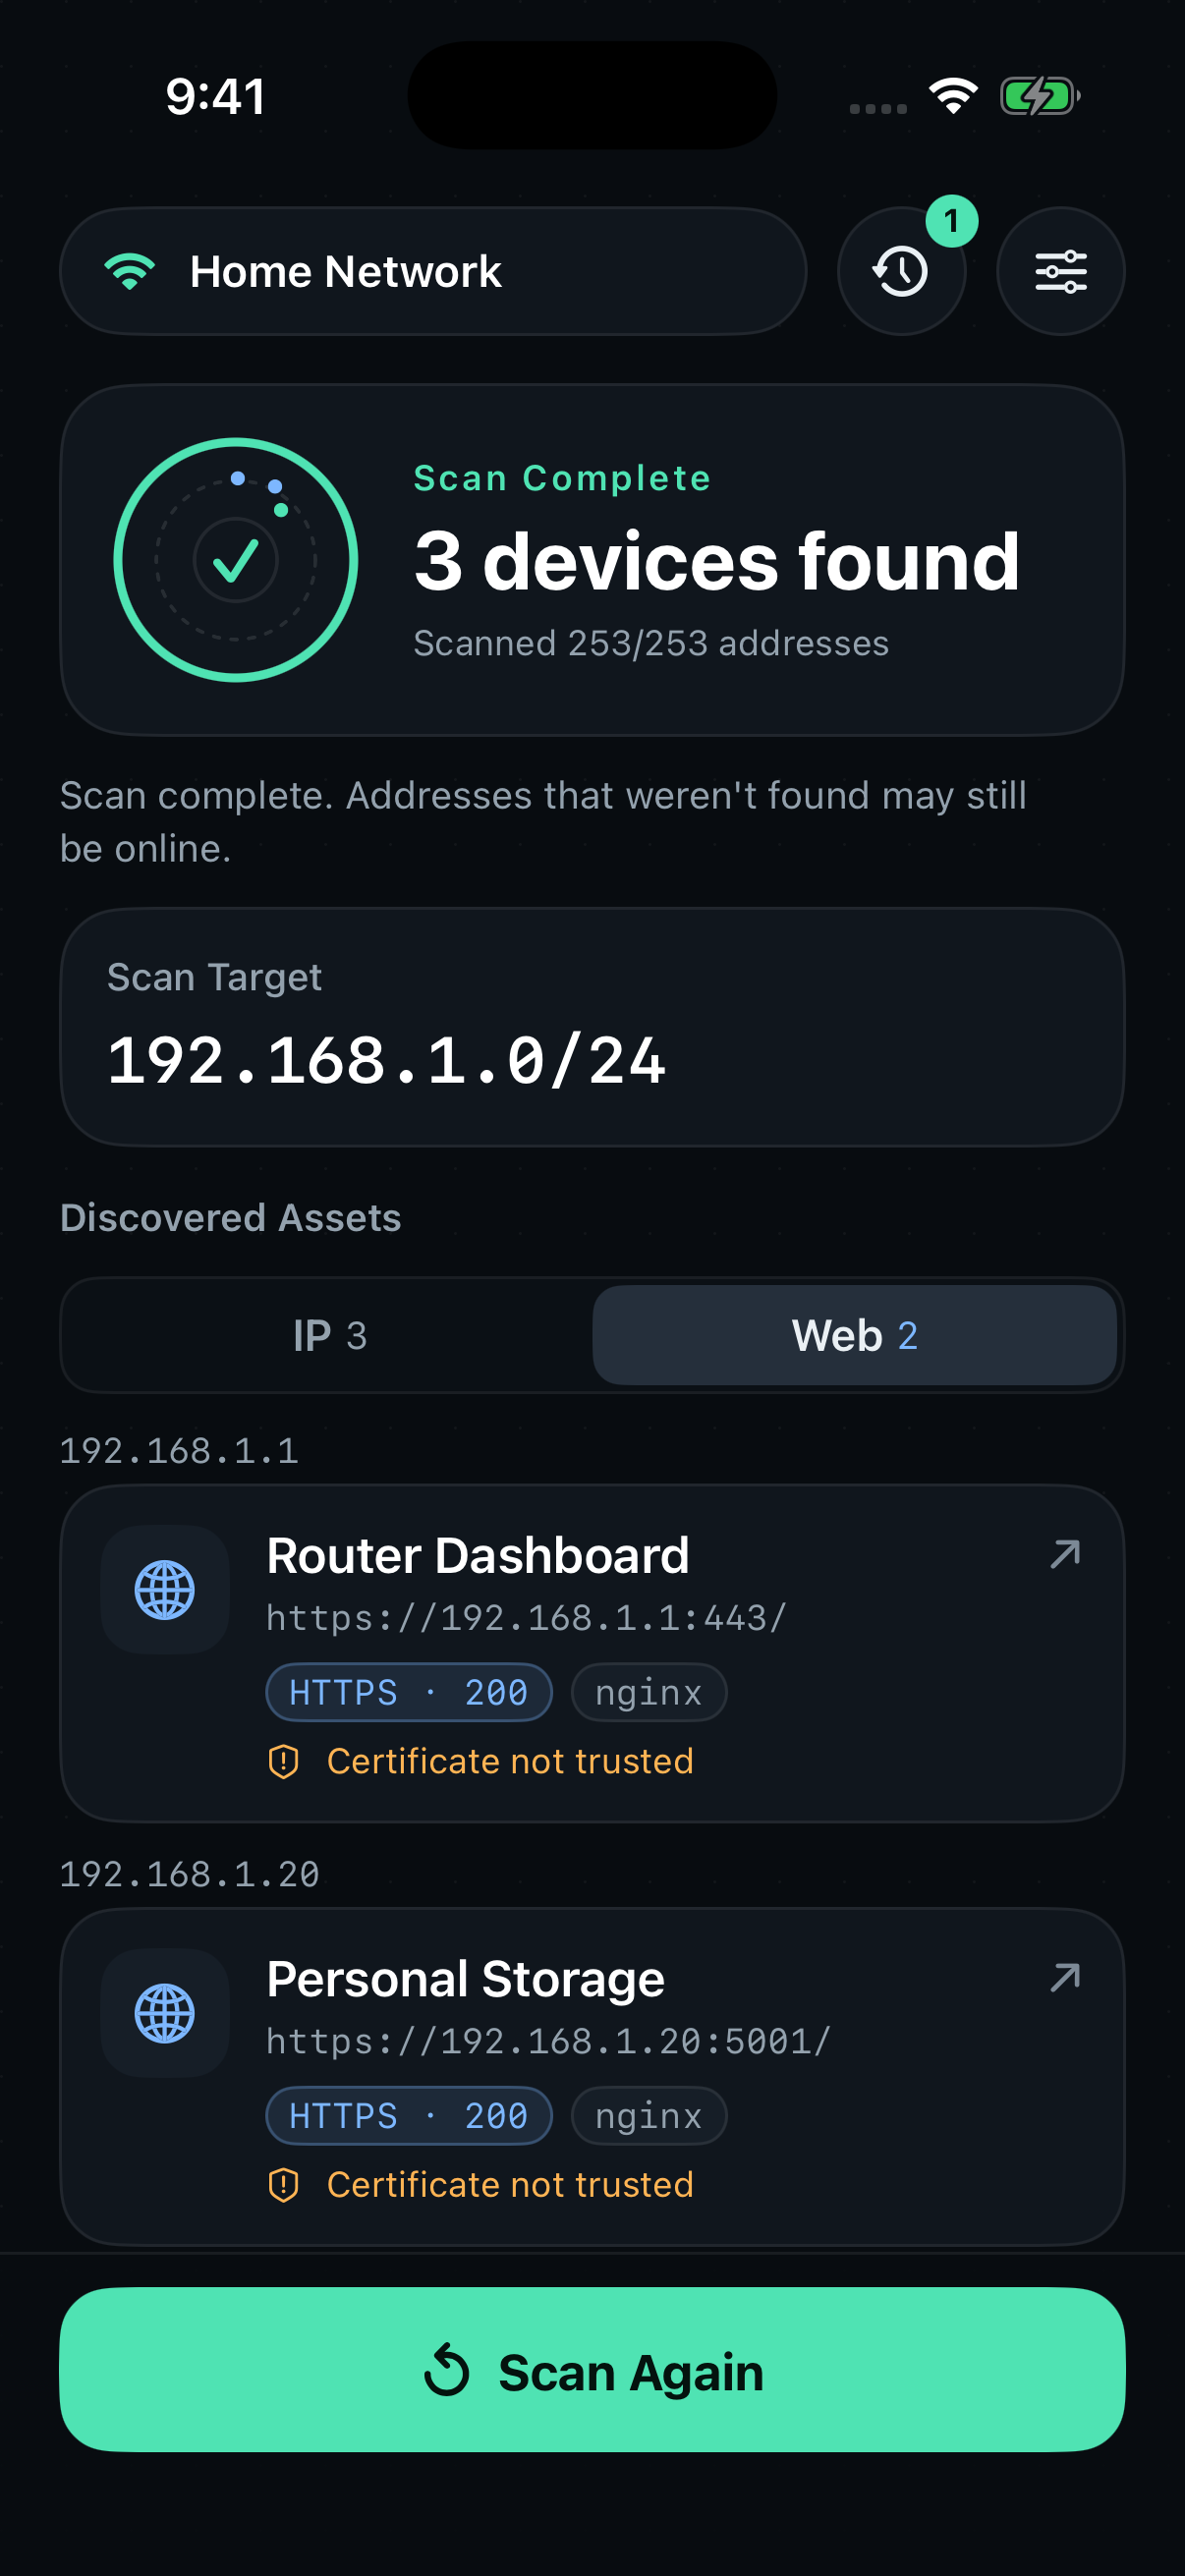 9:41
Home Network
1
Scan Complete
3 devices found
Scanned 253/253 addresses
Scan complete. Addresses that weren't found may still
be online.
Scan Target
192.168.1.0/24
Discovered Assets
IP 3
Web 2
192.168.1.1
Router Dashboard
https://192.168.1.1:443/
HTTPS · 200
nginx
Certificate not trusted
192.168.1.20
Personal Storage
https://192.168.1.20:5001/
HTTPS · 200
nginx
Certificate not trusted
Scan Again